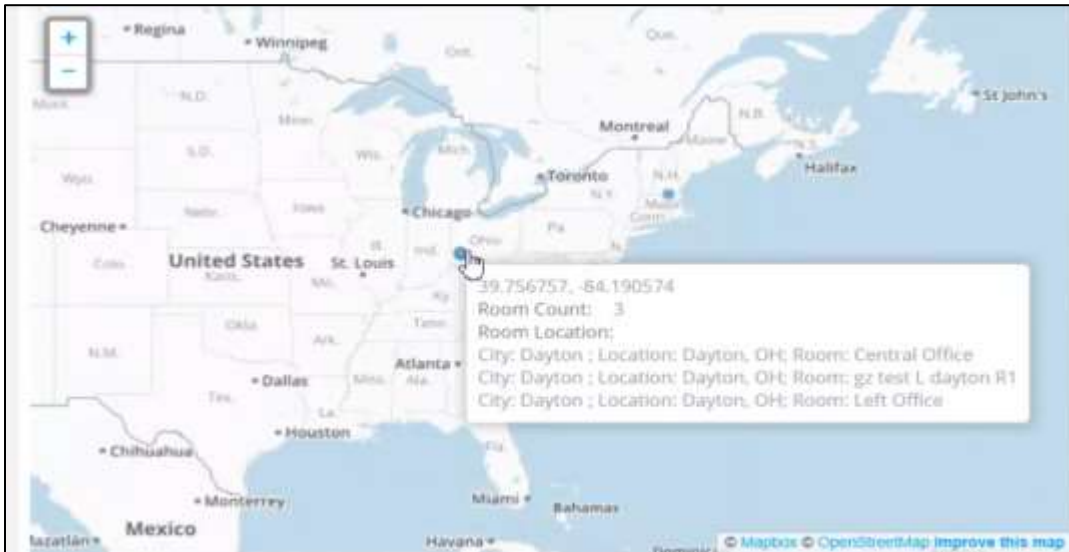 +
−
Regina
Winnipeg
Ont.
Que.
St John's
N.D.
Minn.
Montreal
Maine
N.B.
N.S.
Halifax
S.D.
Wis.
Mich.
Toronto
N.H.
N.Y.
Wyo.
Nebr.
Iowa
Chicago
Mass.
Conn.
Cheyenne
Pa.
Ohio
Ind.
Ill.
United States
St. Louis
Colo.
Kans.
Mo.
Ky.
39.756757, -84.190574
Room Count: 3
Room Location:
City: Dayton ; Location: Dayton, OH; Room: Central Office
City: Dayton ; Location: Dayton, OH; Room: gz test L dayton R1
City: Dayton ; Location: Dayton, OH; Room: Left Office
Okla.
Ark.
Tenn.
N.M.
Atlanta
Dallas
Miss.
Ala.
Tex.
La.
Houston
Fla.
Chihuahua
Monterrey
Miami
Bahamas
Mexico
Mazatlán
Havana
© Mapbox © OpenStreetMap Improve this map